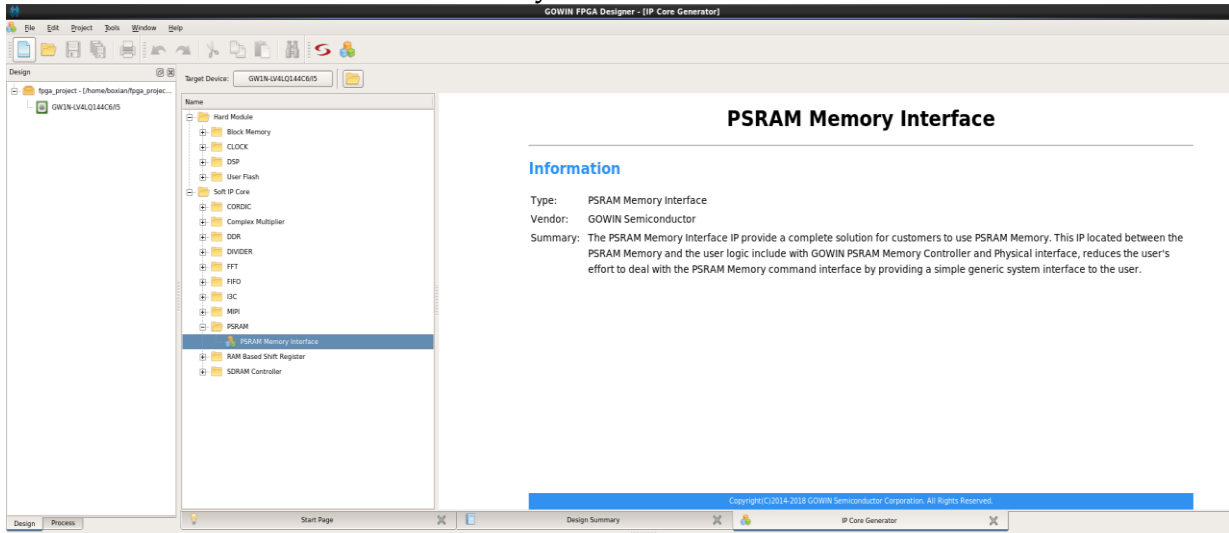 GOWIN FPGA Designer - [IP Core Generator]
File Edit Project Tools Window Help
Design
Target Device: GW1N-LV4LQ144C6/I5
fpga_project - [/home/boxian/fpga_projec...
GW1N-LV4LQ144C6/I5
Name
Hard Module
Block Memory
CLOCK
DSP
User Flash
Soft IP Core
CORDIC
Complex Multiplier
DDR
DIVIDER
FFT
FIFO
I3C
MIPI
PSRAM
PSRAM Memory Interface
RAM Based Shift Register
SDRAM Controller
PSRAM Memory Interface
Information
Type: PSRAM Memory Interface
Vendor: GOWIN Semiconductor
Summary: The PSRAM Memory Interface IP provide a complete solution for customers to use PSRAM Memory. This IP located between the
PSRAM Memory and the user logic include with GOWIN PSRAM Memory Controller and Physical interface, reduces the user's
effort to deal with the PSRAM Memory command interface by providing a simple generic system interface to the user.
Copyright(C)2014-2018 GOWIN Semiconductor Corporation. All Rights Reserved.
Design Process
Start Page
Design Summary
IP Core Generator